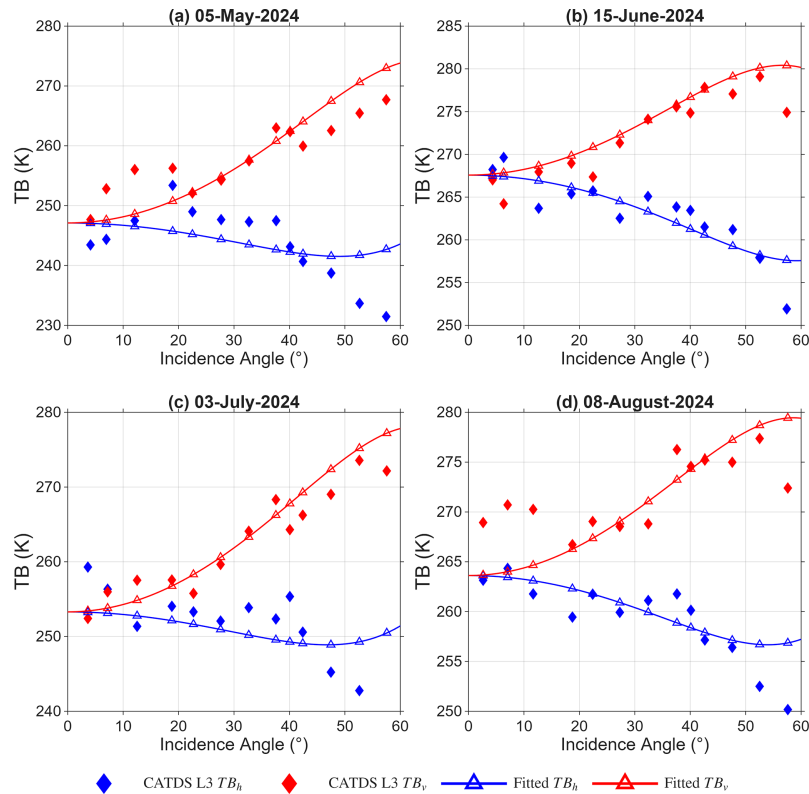 (a) 05-May-2024
280
270
260
250
240
230
TB (K)
0 10 20 30 40 50 60
Incidence Angle (°)
(b) 15-June-2024
285
280
275
270
265
260
255
250
TB (K)
0 10 20 30 40 50 60
Incidence Angle (°)
(c) 03-July-2024
280
270
260
250
240
TB (K)
0 10 20 30 40 50 60
Incidence Angle (°)
(d) 08-August-2024
280
275
270
265
260
255
250
TB (K)
0 10 20 30 40 50 60
Incidence Angle (°)
CATDS L3 TBh CATDS L3 TBv Fitted TBh Fitted TBv